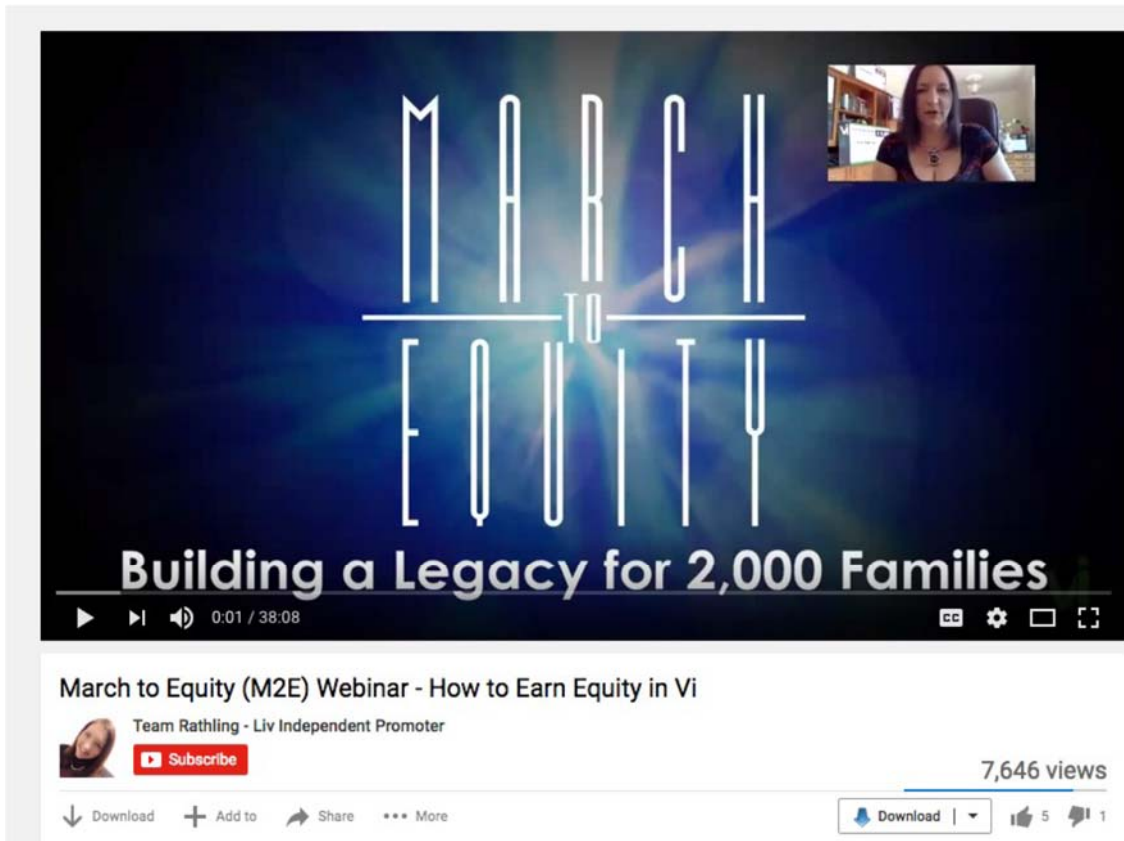 MARCH
TO
EQUITY
Building a Legacy for 2,000 Families
0:01 / 38:08
CC
March to Equity (M2E) Webinar - How to Earn Equity in Vi
Team Rathling - Liv Independent Promoter
Subscribe
7,646 views
Download
Add to
Share
More
Download
5
1